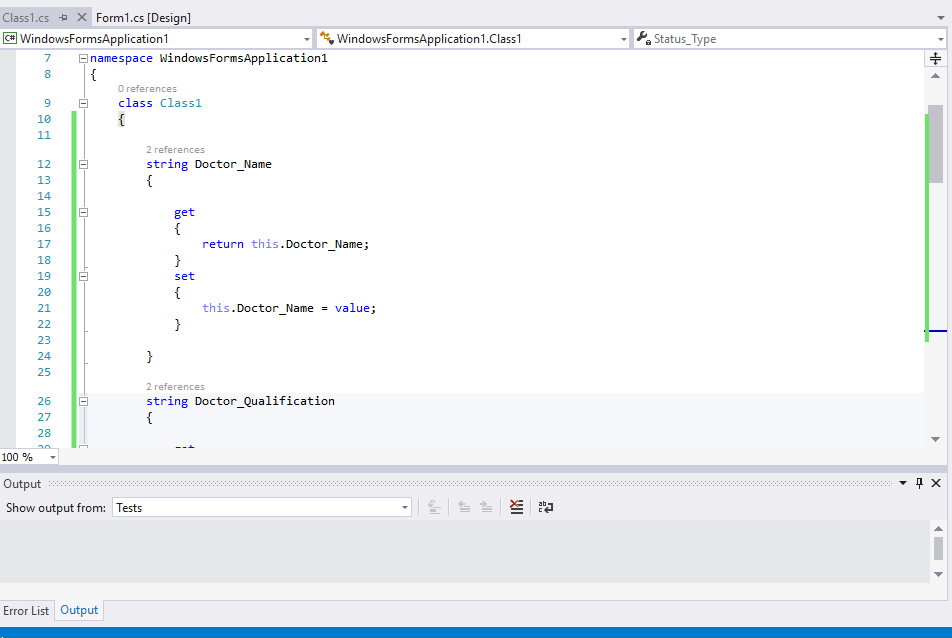 Class1.cs Form1.cs [Design]
C# WindowsFormsApplication1 WindowsFormsApplication1.Class1 Status_Type
7 namespace WindowsFormsApplication1
8 {
0 references
9 class Class1
10 {
11
2 references
12 string Doctor_Name
13 {
14
15 get
16 {
17 return this.Doctor_Name;
18 }
19 set
20 {
21 this.Doctor_Name = value;
22 }
23
24 }
25
2 references
26 string Doctor_Qualification
27 {
28
100 %
Output
Show output from: Tests
Error List Output